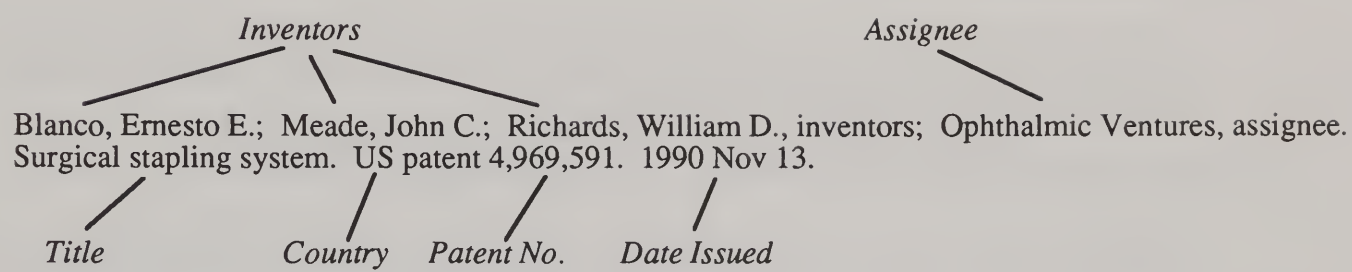 Inventors Assignee
Blanco, Ernesto E.; Meade, John C.; Richards, William D., inventors; Ophthalmic Ventures, assignee.
Surgical stapling system. US patent 4,969,591. 1990 Nov 13.
Title Country Patent No. Date Issued